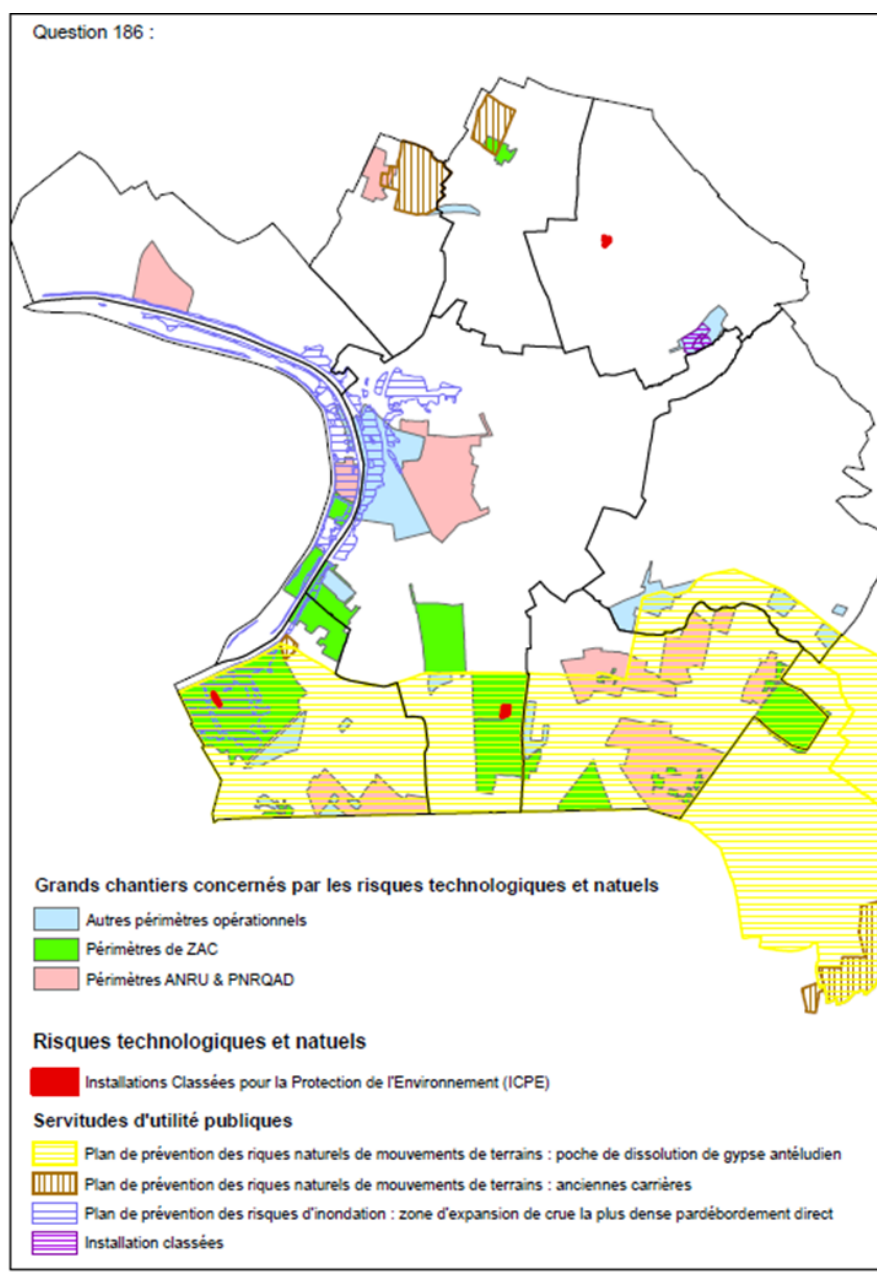 Question 186 :
Grands chantiers concernés par les risques technologiques et natuels
Autres périmètres opérationnels
Périmètres de ZAC
Périmètres ANRU & PNRQAD
Risques technologiques et natuels
Installations Classées pour la Protection de l'Environnement (ICPE)
Servitudes d'utilité publiques
Plan de prévention des riques naturels de mouvements de terrains : poche de dissolution de gypse antéludien
Plan de prévention des riques naturels de mouvements de terrains : anciennes carrières
Plan de prévention des risques d'inondation : zone d'expansion de crue la plus dense pardébordement direct
Installation classées